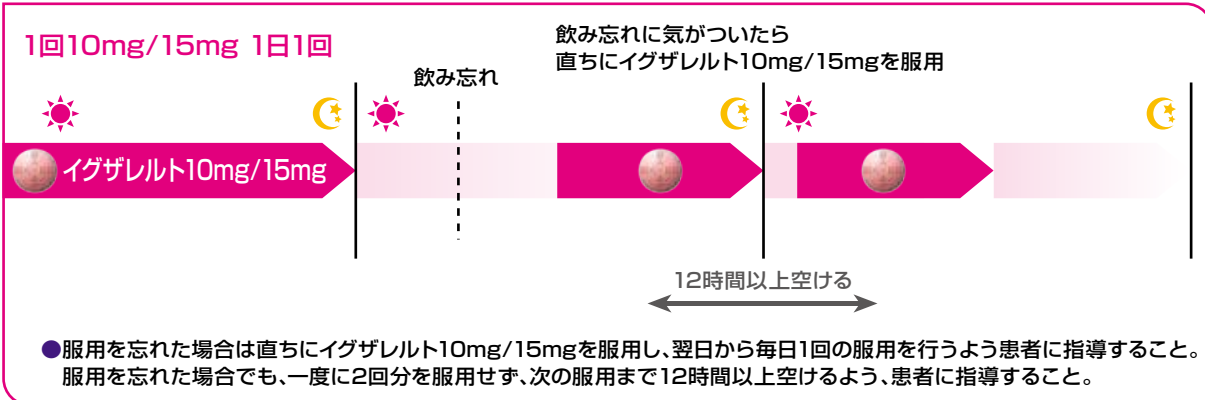 1回10mg/15mg 1日1回
飲み忘れに気がついたら
直ちにイグザレルト10mg/15mgを服用
飲み忘れ
イグザレルト10mg/15mg
12時間以上空ける
●服用を忘れた場合は直ちにイグザレルト10mg/15mgを服用し、翌日から毎日1回の服用を行うよう患者に指導すること。
服用を忘れた場合でも、一度に2回分を服用せず、次の服用まで12時間以上空けるよう、患者に指導すること。